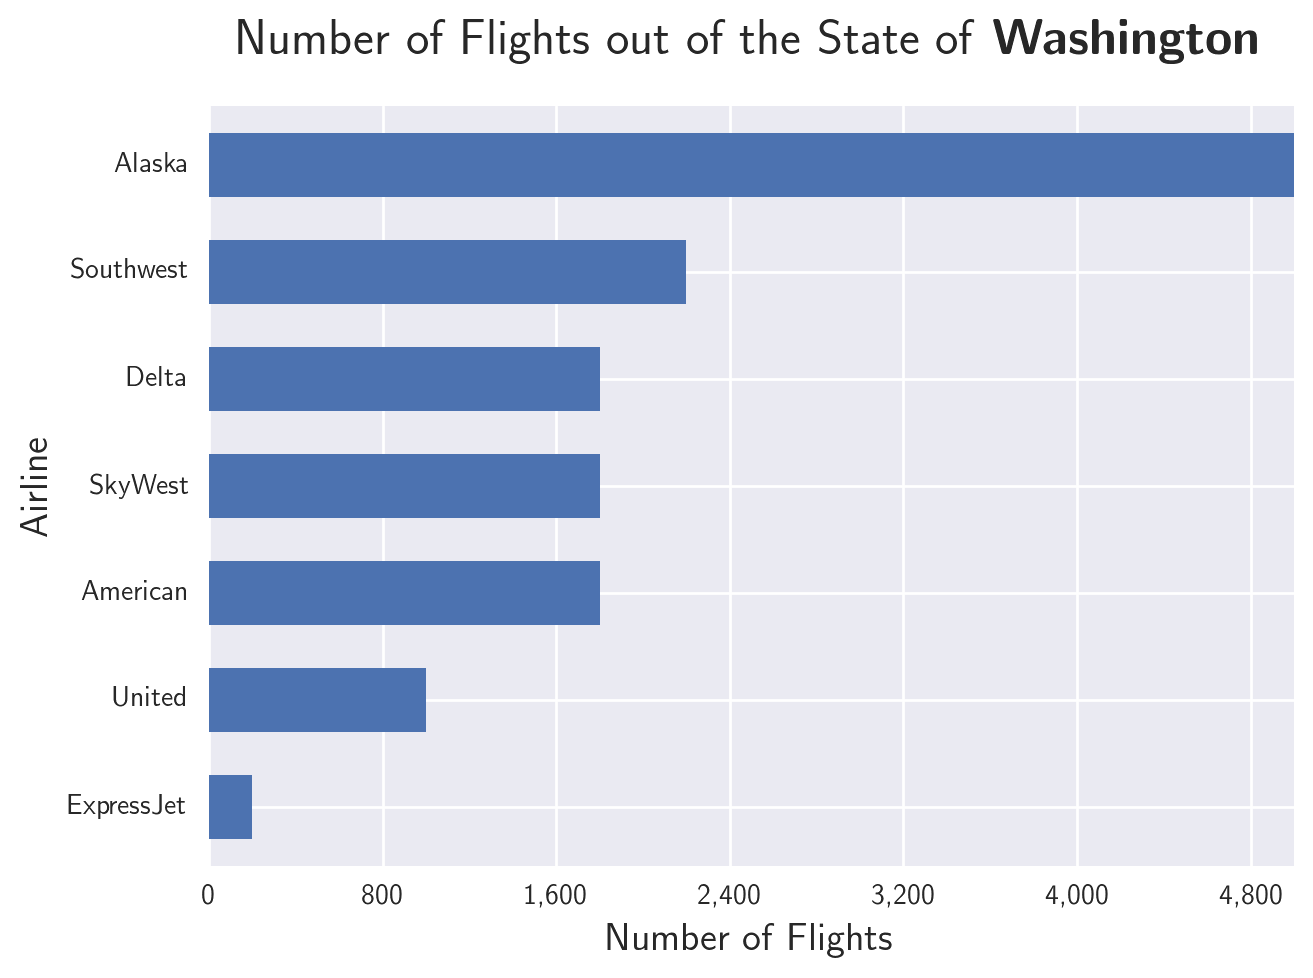 Number of Flights out of the State of Washington
Alaska
Southwest
Delta
SkyWest
American
United
ExpressJet
Airline
0 800 1,600 2,400 3,200 4,000 4,800
Number of Flights